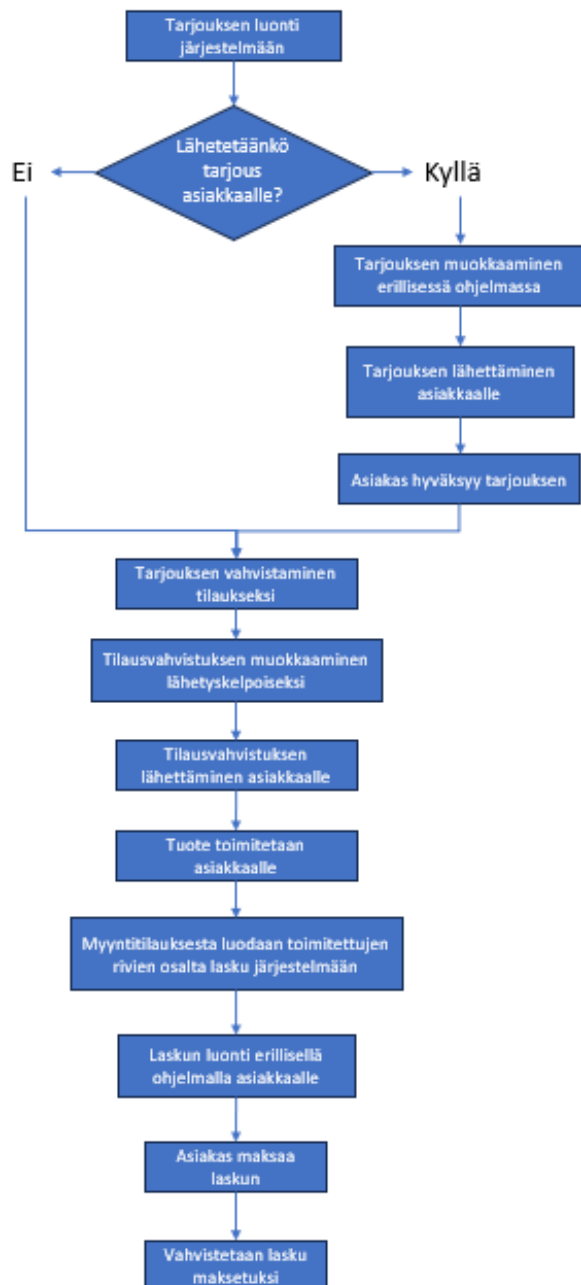 Tarjouksen luonti
järjestelmään
Lähetetäänkö
tarjous
asiakkaalle?
Ei
Kyllä
Tarjouksen muokkaaminen
erillisessä ohjelmassa
Tarjouksen lähettäminen
asiakkaalle
Asiakas hyväksyy tarjouksen
Tarjouksen vahvistaminen
tilaukseksi
Tilausvahvistuksen muokkaaminen
lähetyskelpoiseksi
Tilausvahvistuksen
lähettäminen asiakkaalle
Tuote toimitetaan
asiakkaalle
Myyntitilauksesta luodaan toimitettujen
rivien osalta lasku järjestelmään
Laskun luonti erillisellä
ohjelmalla asiakkaalle
Asiakas maksaa
laskun
Vahvistetaan lasku
maksetuksi